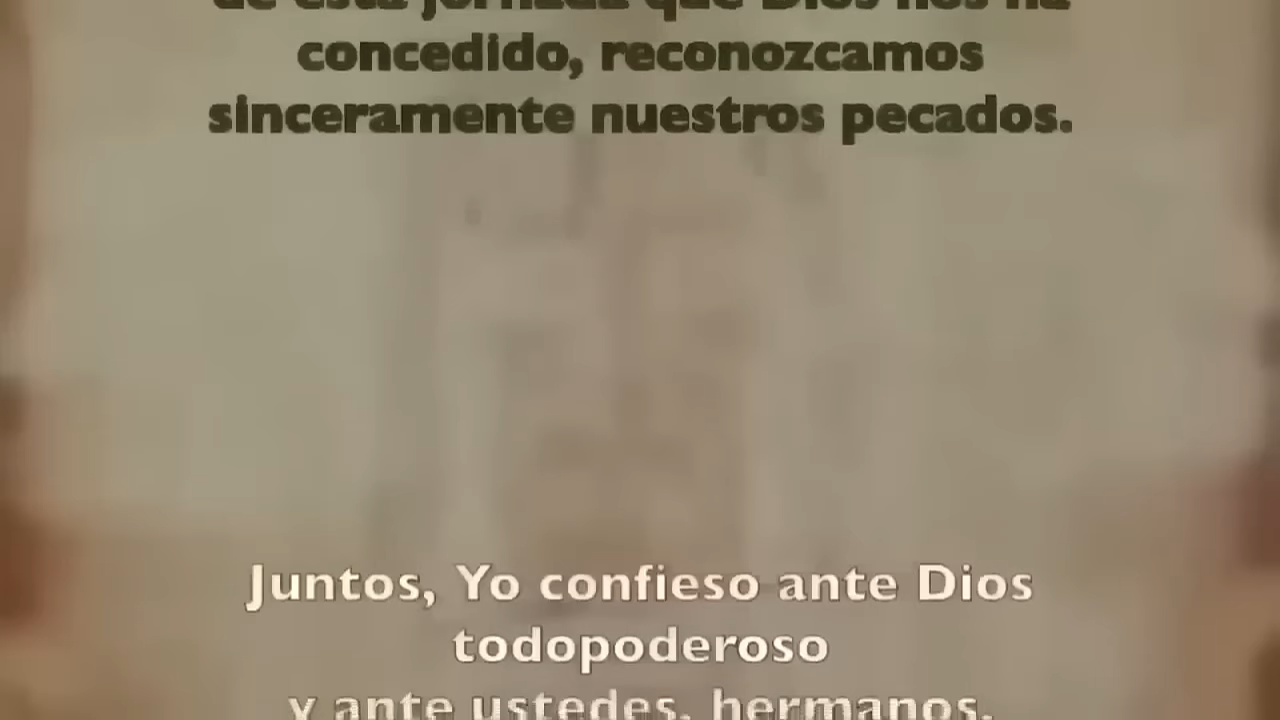 de esta jornada que Dios nos ha
concedido, reconozcamos
sinceramente nuestros pecados.
Juntos, Yo confieso ante Dios
todopoderoso
y ante ustedes, hermanos,